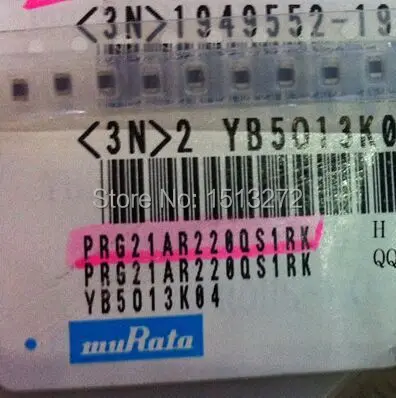 <3N>1949552-19
<3N>2 YB5013K0
Store No: 1513272
PRG21AR220QS1RK
H
PRG21AR220QS1RK
QQ
YB5013K04
muRata